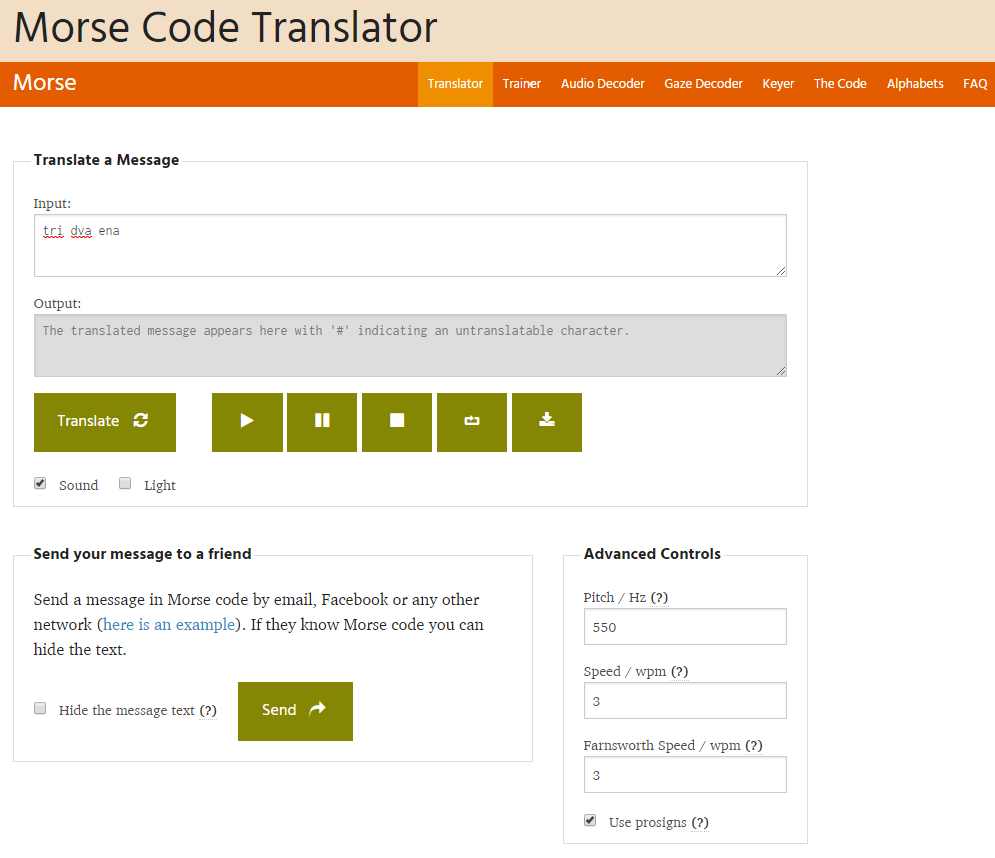 Morse Code Translator
Morse
Translator Trainer Audio Decoder Gaze Decoder Keyer The Code Alphabets FAQ
Translate a Message
Input:
tri dva ena
Output:
The translated message appears here with '#' indicating an untranslatable character.
Translate
Sound Light
Send your message to a friend
Send a message in Morse code by email, Facebook or any other
network (here is an example). If they know Morse code you can
hide the text.
Hide the message text (?) Send
Advanced Controls
Pitch / Hz (?)
550
Speed / wpm (?)
3
Farnsworth Speed / wpm (?)
3
Use prosigns (?)